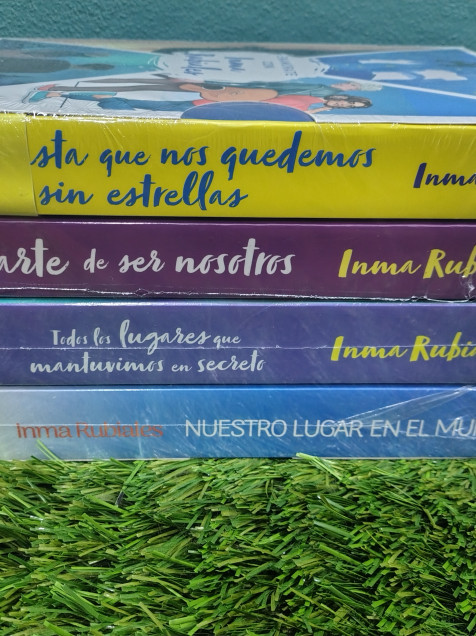 sta que nos quedemos
sin estrellas
Inma
arte de ser nosotros
Inma Rub
Todos los lugares que
mantuvimos en secreto
Inma Rubia
Inma Rubiales
NUESTRO LUGAR EN EL MU